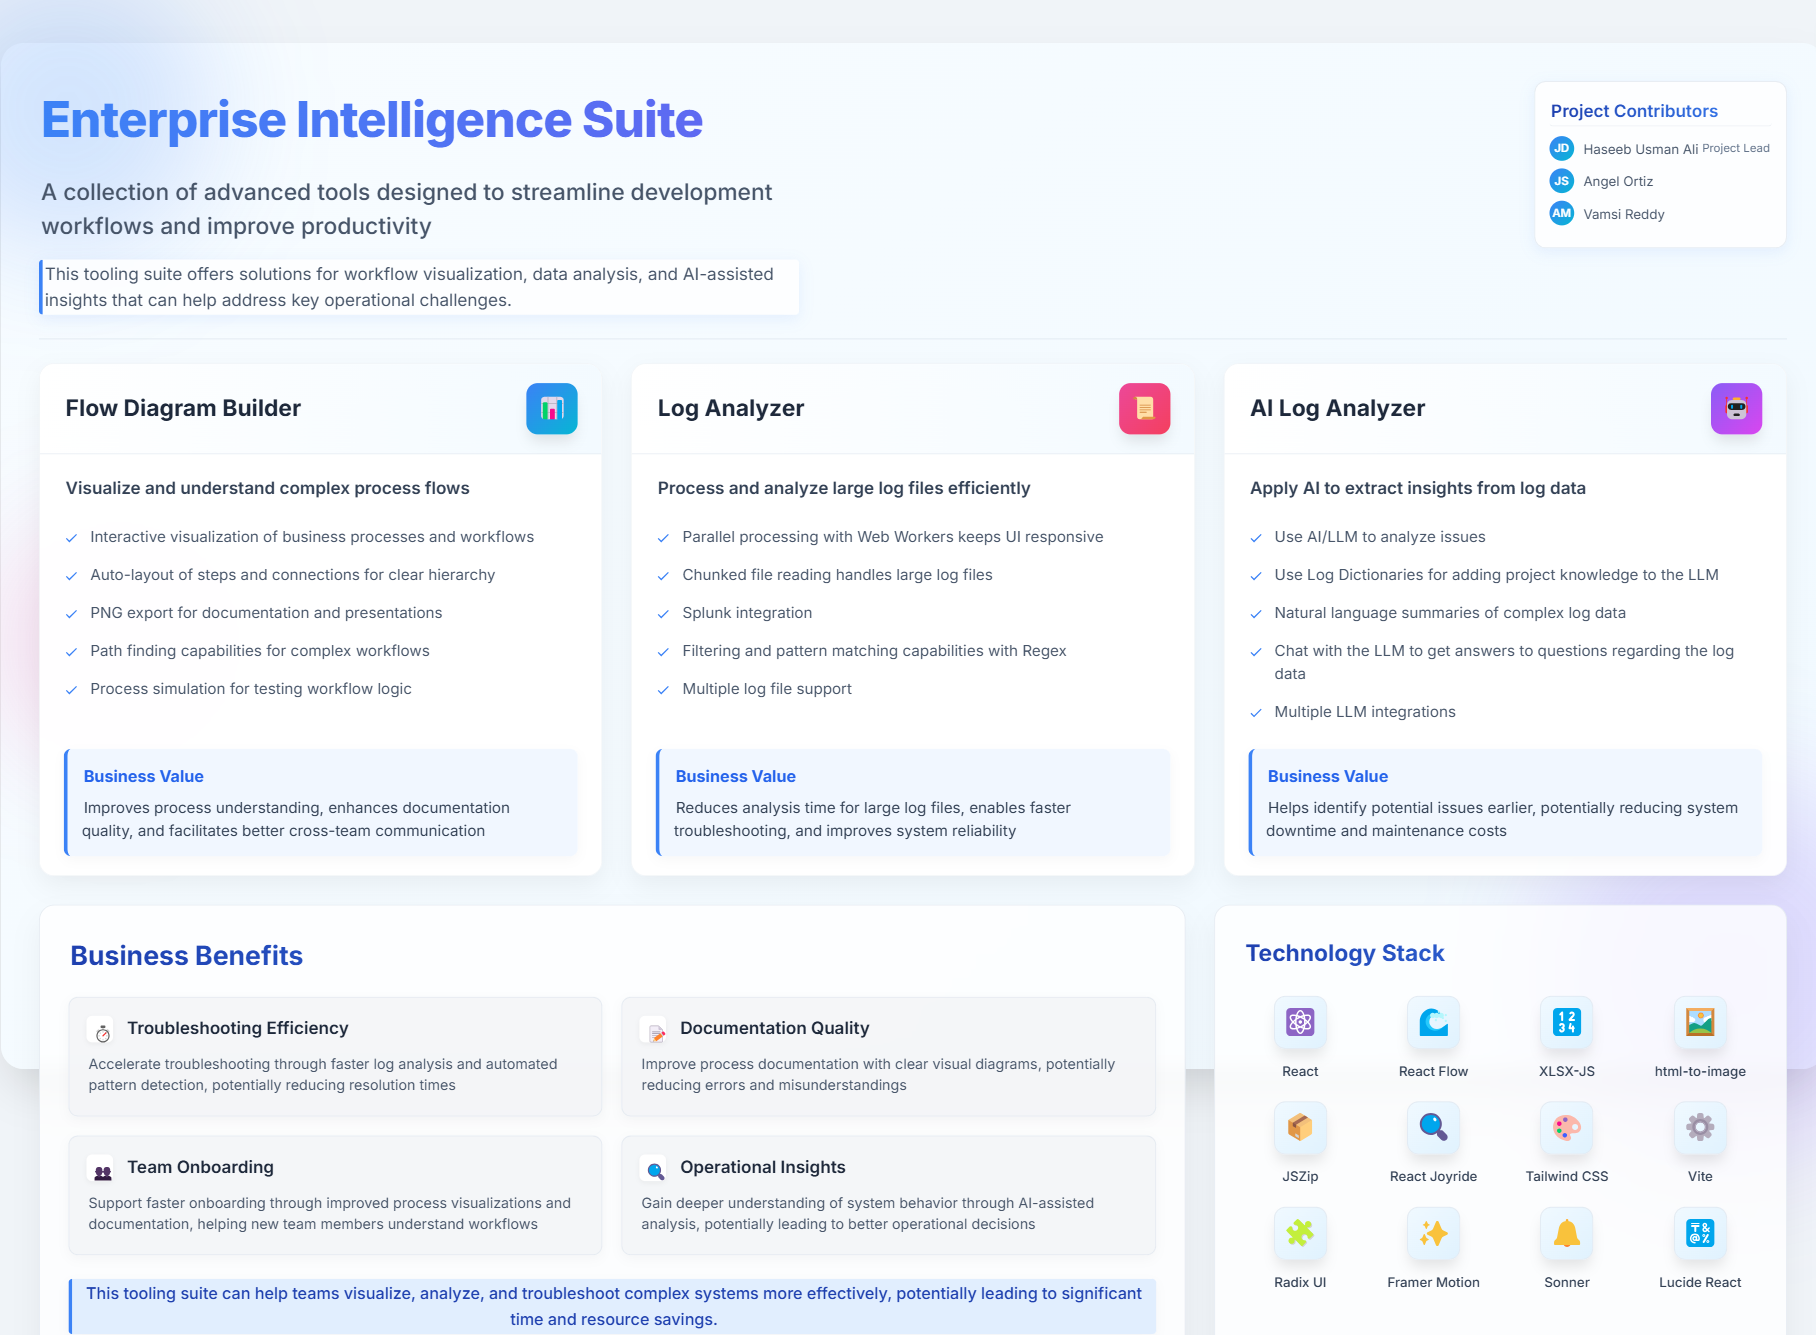 Enterprise Intelligence Suite
A collection of advanced tools designed to streamline development
workflows and improve productivity
This tooling suite offers solutions for workflow visualization, data analysis, and AI-assisted
insights that can help address key operational challenges.
Project Contributors
JD Haseeb Usman Ali Project Lead
JS Angel Ortiz
AM Vamsi Reddy
Flow Diagram Builder
Visualize and understand complex process flows
Interactive visualization of business processes and workflows
Auto-layout of steps and connections for clear hierarchy
PNG export for documentation and presentations
Path finding capabilities for complex workflows
Process simulation for testing workflow logic
Business Value
Improves process understanding, enhances documentation
quality, and facilitates better cross-team communication
Log Analyzer
Process and analyze large log files efficiently
Parallel processing with Web Workers keeps UI responsive
Chunked file reading handles large log files
Splunk integration
Filtering and pattern matching capabilities with Regex
Multiple log file support
Business Value
Reduces analysis time for large log files, enables faster
troubleshooting, and improves system reliability
AI Log Analyzer
Apply AI to extract insights from log data
Use AI/LLM to analyze issues
Use Log Dictionaries for adding project knowledge to the LLM
Natural language summaries of complex log data
Chat with the LLM to get answers to questions regarding the log
data
Multiple LLM integrations
Business Value
Helps identify potential issues earlier, potentially reducing system
downtime and maintenance costs
Business Benefits
Troubleshooting Efficiency
Accelerate troubleshooting through faster log analysis and automated
pattern detection, potentially reducing resolution times
Documentation Quality
Improve process documentation with clear visual diagrams, potentially
reducing errors and misunderstandings
Team Onboarding
Support faster onboarding through improved process visualizations and
documentation, helping new team members understand workflows
Operational Insights
Gain deeper understanding of system behavior through AI-assisted
analysis, potentially leading to better operational decisions
This tooling suite can help teams visualize, analyze, and troubleshoot complex systems more effectively, potentially leading to significant
time and resource savings.
Technology Stack
React
React Flow
1 2
3 4
XLSX-JS
html-to-image
JSZip
React Joyride
Tailwind CSS
Vite
Radix UI
Framer Motion
Sonner
〒&
@%
Lucide React